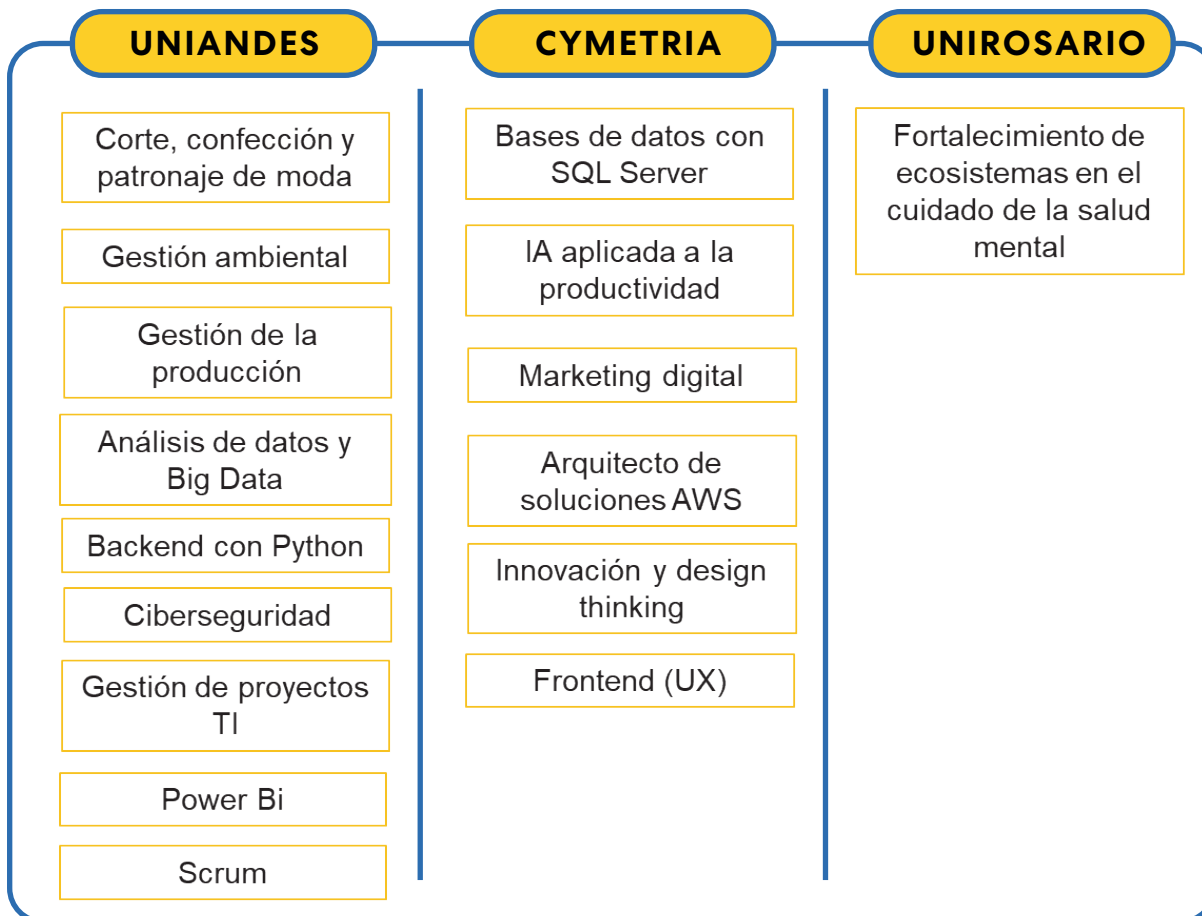 UNIANDES
Corte, confección y
patronaje de moda
Gestión ambiental
Gestión de la
producción
Análisis de datos y
Big Data
Backend con Python
Ciberseguridad
Gestión de proyectos
TI
Power Bi
Scrum
CYMETRIA
Bases de datos con
SQL Server
IA aplicada a la
productividad
Marketing digital
Arquitecto de
soluciones AWS
Innovación y design
thinking
Frontend (UX)
UNIROSARIO
Fortalecimiento de
ecosistemas en el
cuidado de la salud
mental